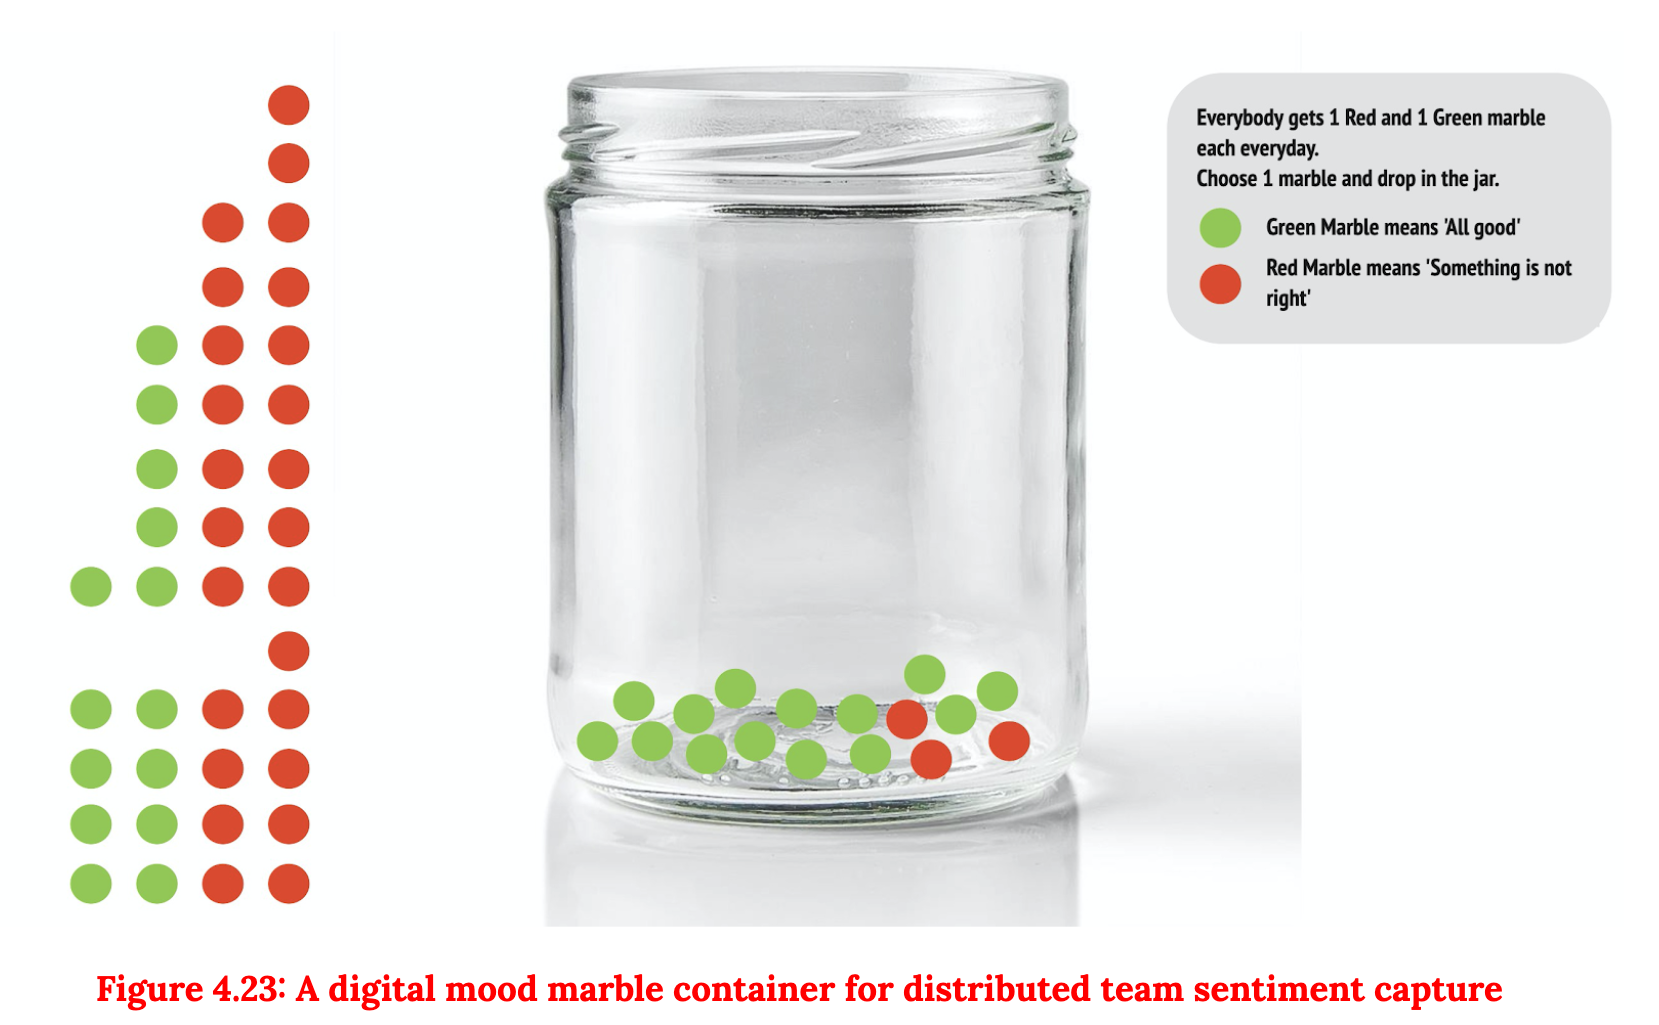 Everybody gets 1 Red and 1 Green marble
each everyday.
Choose 1 marble and drop in the jar.
Green Marble means 'All good'
Red Marble means 'Something is not
right'
Figure 4.23: A digital mood marble container for distributed team sentiment capture